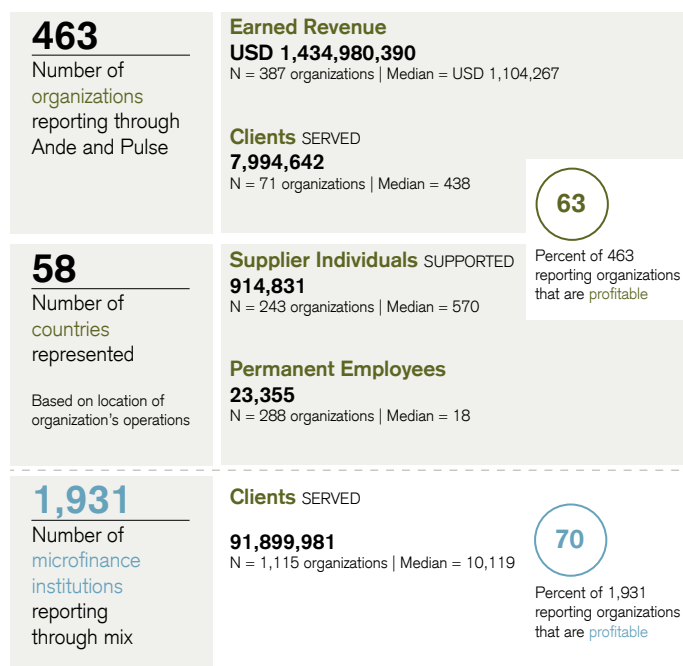 463
Number of
organizations
reporting through
Ande and Pulse
Earned Revenue
USD 1,434,980,390
N = 387 organizations | Median = USD 1,104,267
Clients SERVED
7,994,642
N = 71 organizations | Median = 438
63
Percent of 463
reporting organizations
that are profitable
58
Number of
countries
represented
Based on location of
organization's operations
Supplier Individuals SUPPORTED
914,831
N = 243 organizations | Median = 570
Permanent Employees
23,355
N = 288 organizations | Median = 18
1,931
Number of
microfinance
institutions
reporting
through mix
Clients SERVED
91,899,981
N = 1,115 organizations | Median = 10,119
70
Percent of 1,931
reporting organizations
that are profitable